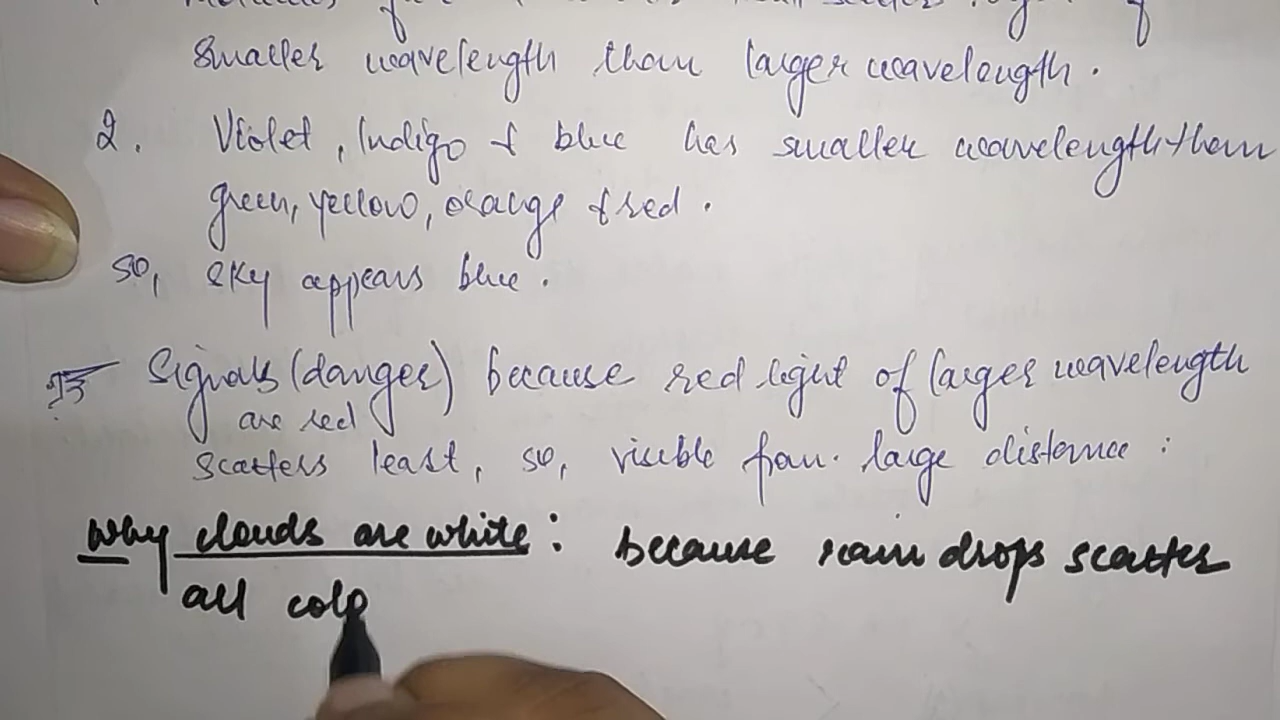 smaller wavelength than larger wavelength.
2. Violet, Indigo & blue has smaller wavelength than
green, yellow, orange & red.
so, sky appears blue.
Signals (danger) because red light of larger wavelength
are red
scatters least, so, visible from large distance:
Why clouds are white: because rain drops scatter
all colo